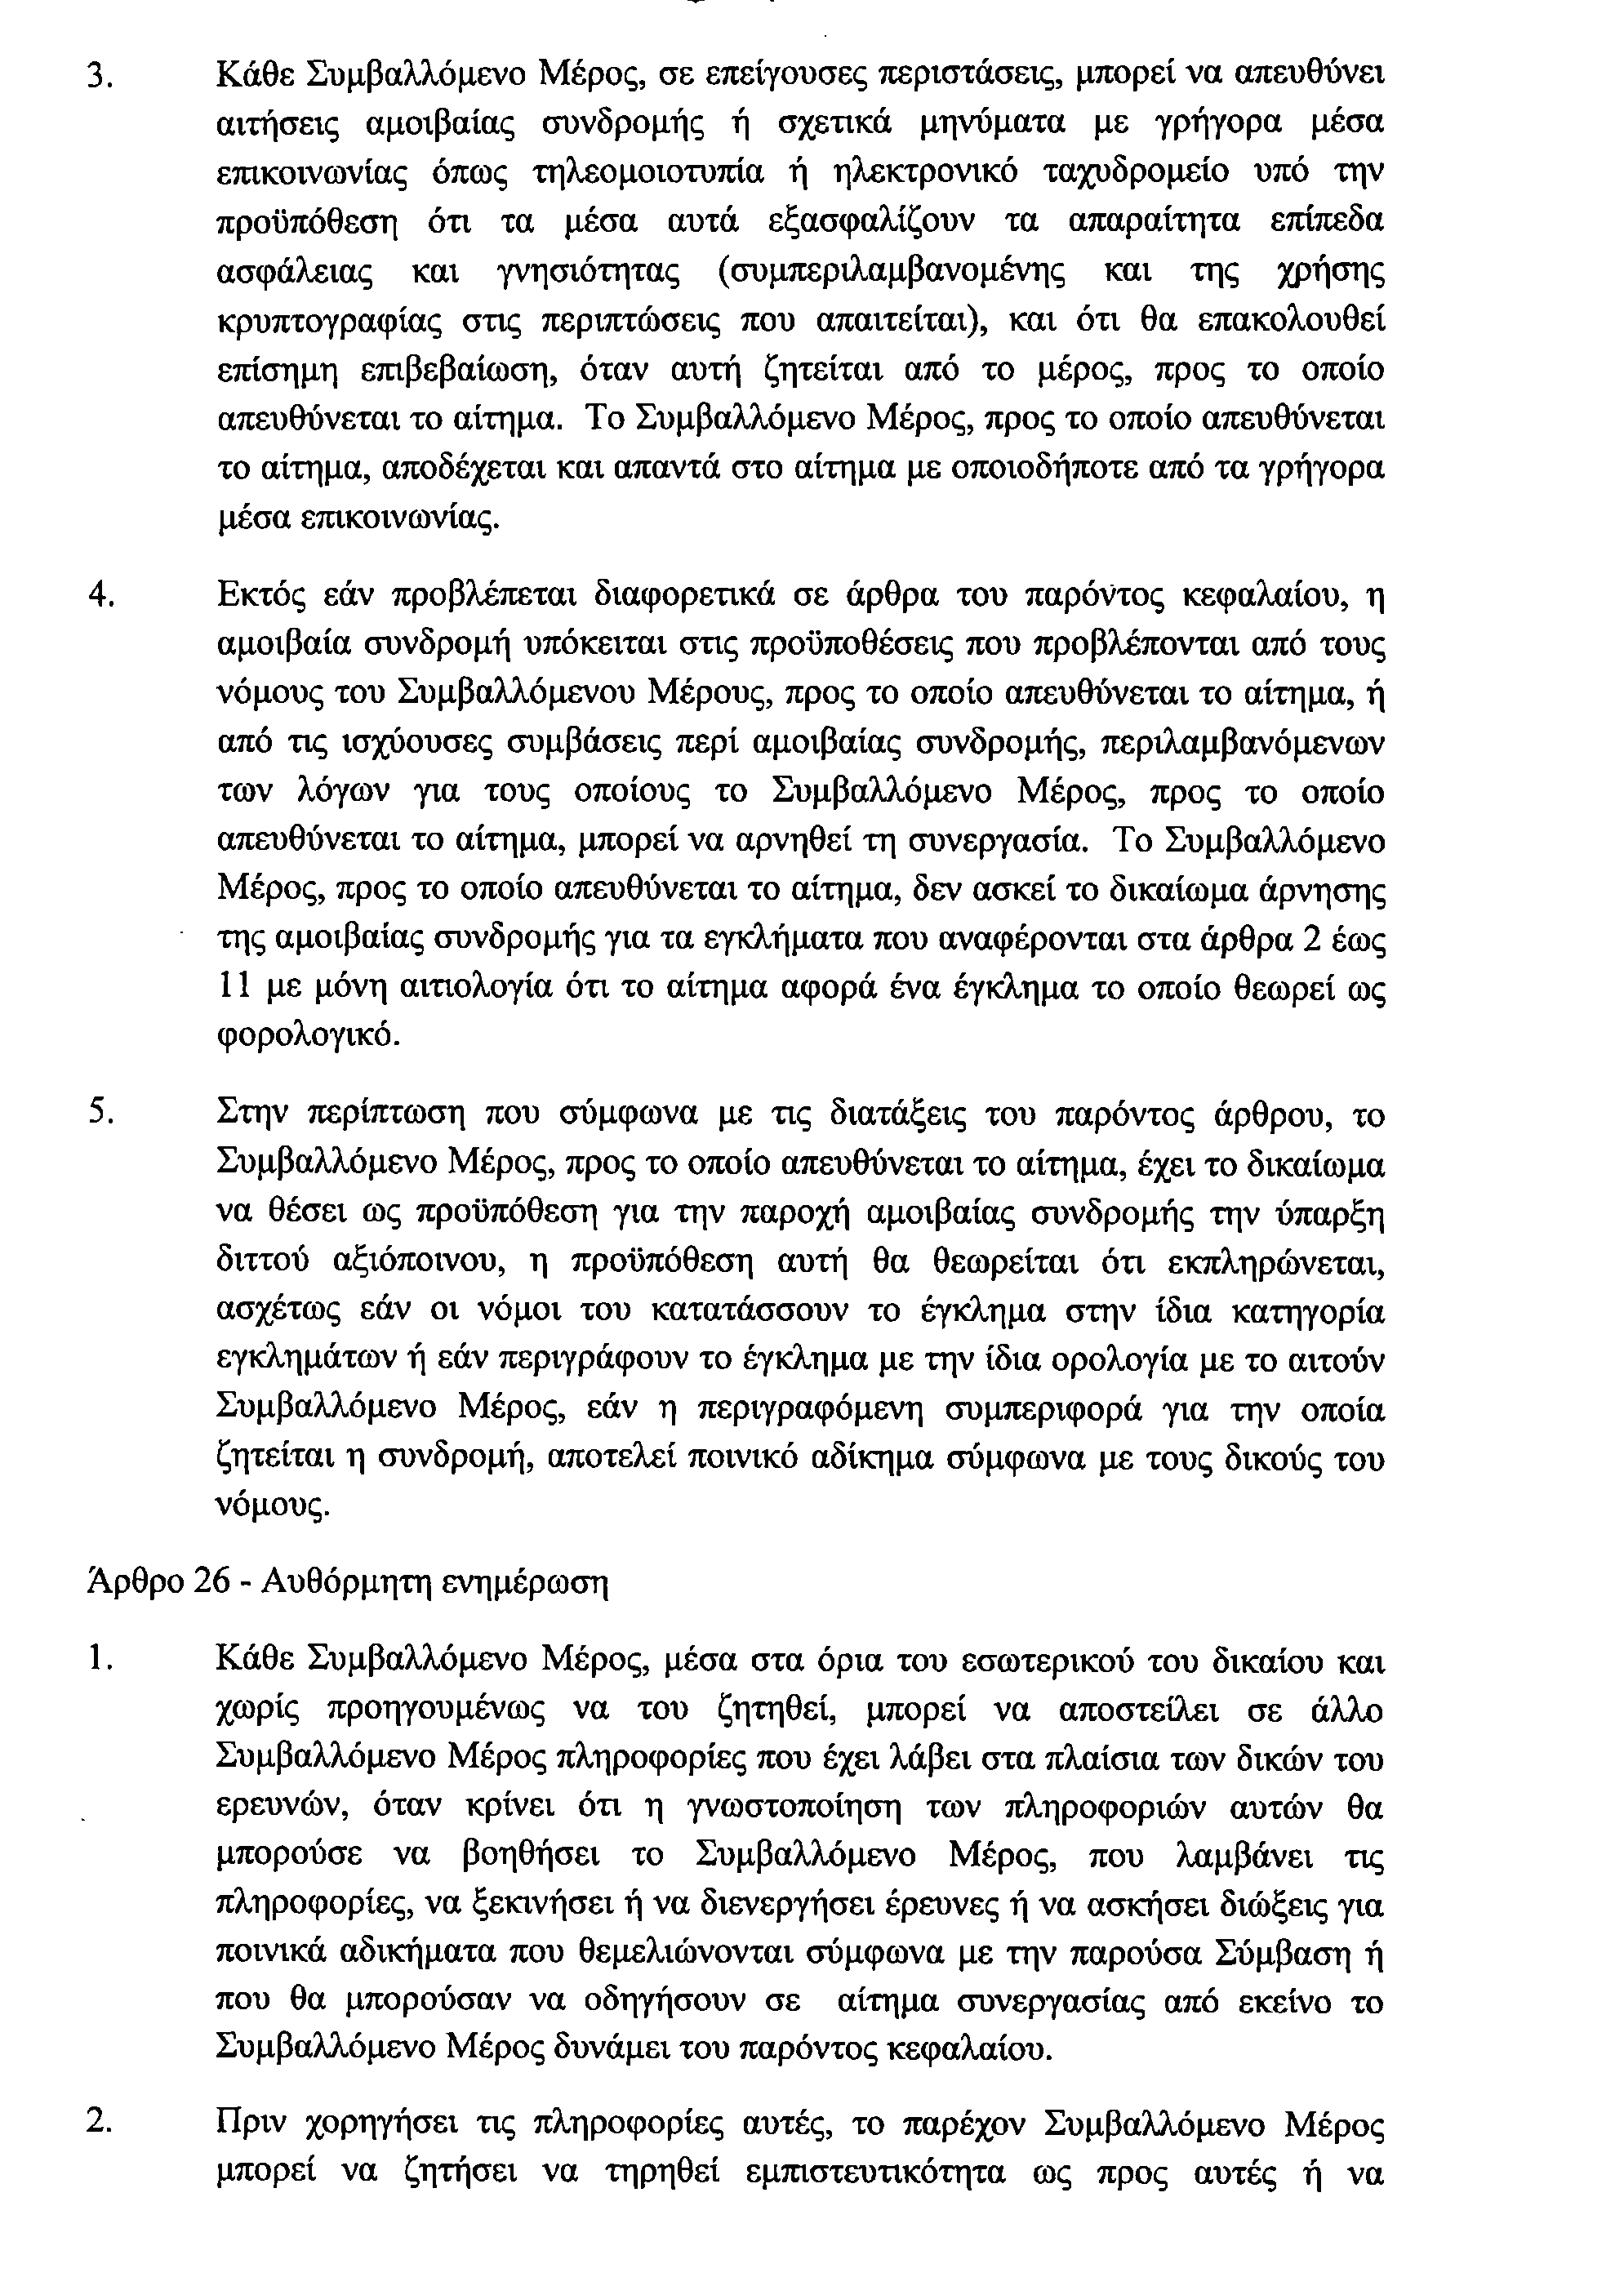 3. Κάθε Συμβαλλόμενο Μέρος, σε επείγουσες περιστάσεις, μπορεί να απευθύνει
αιτήσεις αμοιβαίας συνδρομής ή σχετικά μηνύματα με γρήγορα μέσα
επικοινωνίας όπως τηλεομοιοτυπία ή ηλεκτρονικό ταχυδρομείο υπό την
προϋπόθεση ότι τα μέσα αυτά εξασφαλίζουν τα απαραίτητα επίπεδα
ασφάλειας και γνησιότητας (συμπεριλαμβανομένης και της χρήσης
κρυπτογραφίας στις περιπτώσεις που απαιτείται), και ότι θα επακολουθεί
επίσημη επιβεβαίωση, όταν αυτή ζητείται από το μέρος, προς το οποίο
απευθύνεται το αίτημα. Το Συμβαλλόμενο Μέρος, προς το οποίο απευθύνεται
το αίτημα, αποδέχεται και απαντά στο αίτημα με οποιοδήποτε από τα γρήγορα
μέσα επικοινωνίας.
4. Εκτός εάν προβλέπεται διαφορετικά σε άρθρα του παρόντος κεφαλαίου, η
αμοιβαία συνδρομή υπόκειται στις προϋποθέσεις που προβλέπονται από τους
νόμους του Συμβαλλόμενου Μέρους, προς το οποίο απευθύνεται το αίτημα, ή
από τις ισχύουσες συμβάσεις περί αμοιβαίας συνδρομής, περιλαμβανόμενων
των λόγων για τους οποίους το Συμβαλλόμενο Μέρος, προς το οποίο
απευθύνεται το αίτημα, μπορεί να αρνηθεί τη συνεργασία. Το Συμβαλλόμενο
Μέρος, προς το οποίο απευθύνεται το αίτημα, δεν ασκεί το δικαίωμα άρνησης
της αμοιβαίας συνδρομής για τα εγκλήματα που αναφέρονται στα άρθρα 2 έως
11 με μόνη αιτιολογία ότι το αίτημα αφορά ένα έγκλημα το οποίο θεωρεί ως
φορολογικό.
5. Στην περίπτωση που σύμφωνα με τις διατάξεις του παρόντος άρθρου, το
Συμβαλλόμενο Μέρος, προς το οποίο απευθύνεται το αίτημα, έχει το δικαίωμα
να θέσει ως προϋπόθεση για την παροχή αμοιβαίας συνδρομής την ύπαρξη
διττού αξιόποινου, η προϋπόθεση αυτή θα θεωρείται ότι εκπληρώνεται,
ασχέτως εάν οι νόμοι του κατατάσσουν το έγκλημα στην ίδια κατηγορία
εγκλημάτων ή εάν περιγράφουν το έγκλημα με την ίδια ορολογία με το αιτούν
Συμβαλλόμενο Μέρος, εάν η περιγραφόμενη συμπεριφορά για την οποία
ζητείται η συνδρομή, αποτελεί ποινικό αδίκημα σύμφωνα με τους δικούς του
νόμους.
Άρθρο 26 - Αυθόρμητη ενημέρωση
1. Κάθε Συμβαλλόμενο Μέρος, μέσα στα όρια του εσωτερικού του δικαίου και
χωρίς προηγουμένως να του ζητηθεί, μπορεί να αποστείλει σε άλλο
Συμβαλλόμενο Μέρος πληροφορίες που έχει λάβει στα πλαίσια των δικών του
ερευνών, όταν κρίνει ότι η γνωστοποίηση των πληροφοριών αυτών θα
μπορούσε να βοηθήσει το Συμβαλλόμενο Μέρος, που λαμβάνει τις
πληροφορίες, να ξεκινήσει ή να διενεργήσει έρευνες ή να ασκήσει διώξεις για
ποινικά αδικήματα που θεμελιώνονται σύμφωνα με την παρούσα Σύμβαση ή
που θα μπορούσαν να οδηγήσουν σε αίτημα συνεργασίας από εκείνο το
Συμβαλλόμενο Μέρος δυνάμει του παρόντος κεφαλαίου.
2. Πριν χορηγήσει τις πληροφορίες αυτές, το παρέχον Συμβαλλόμενο Μέρος
μπορεί να ζητήσει να τηρηθεί εμπιστευτικότητα ως προς αυτές ή να